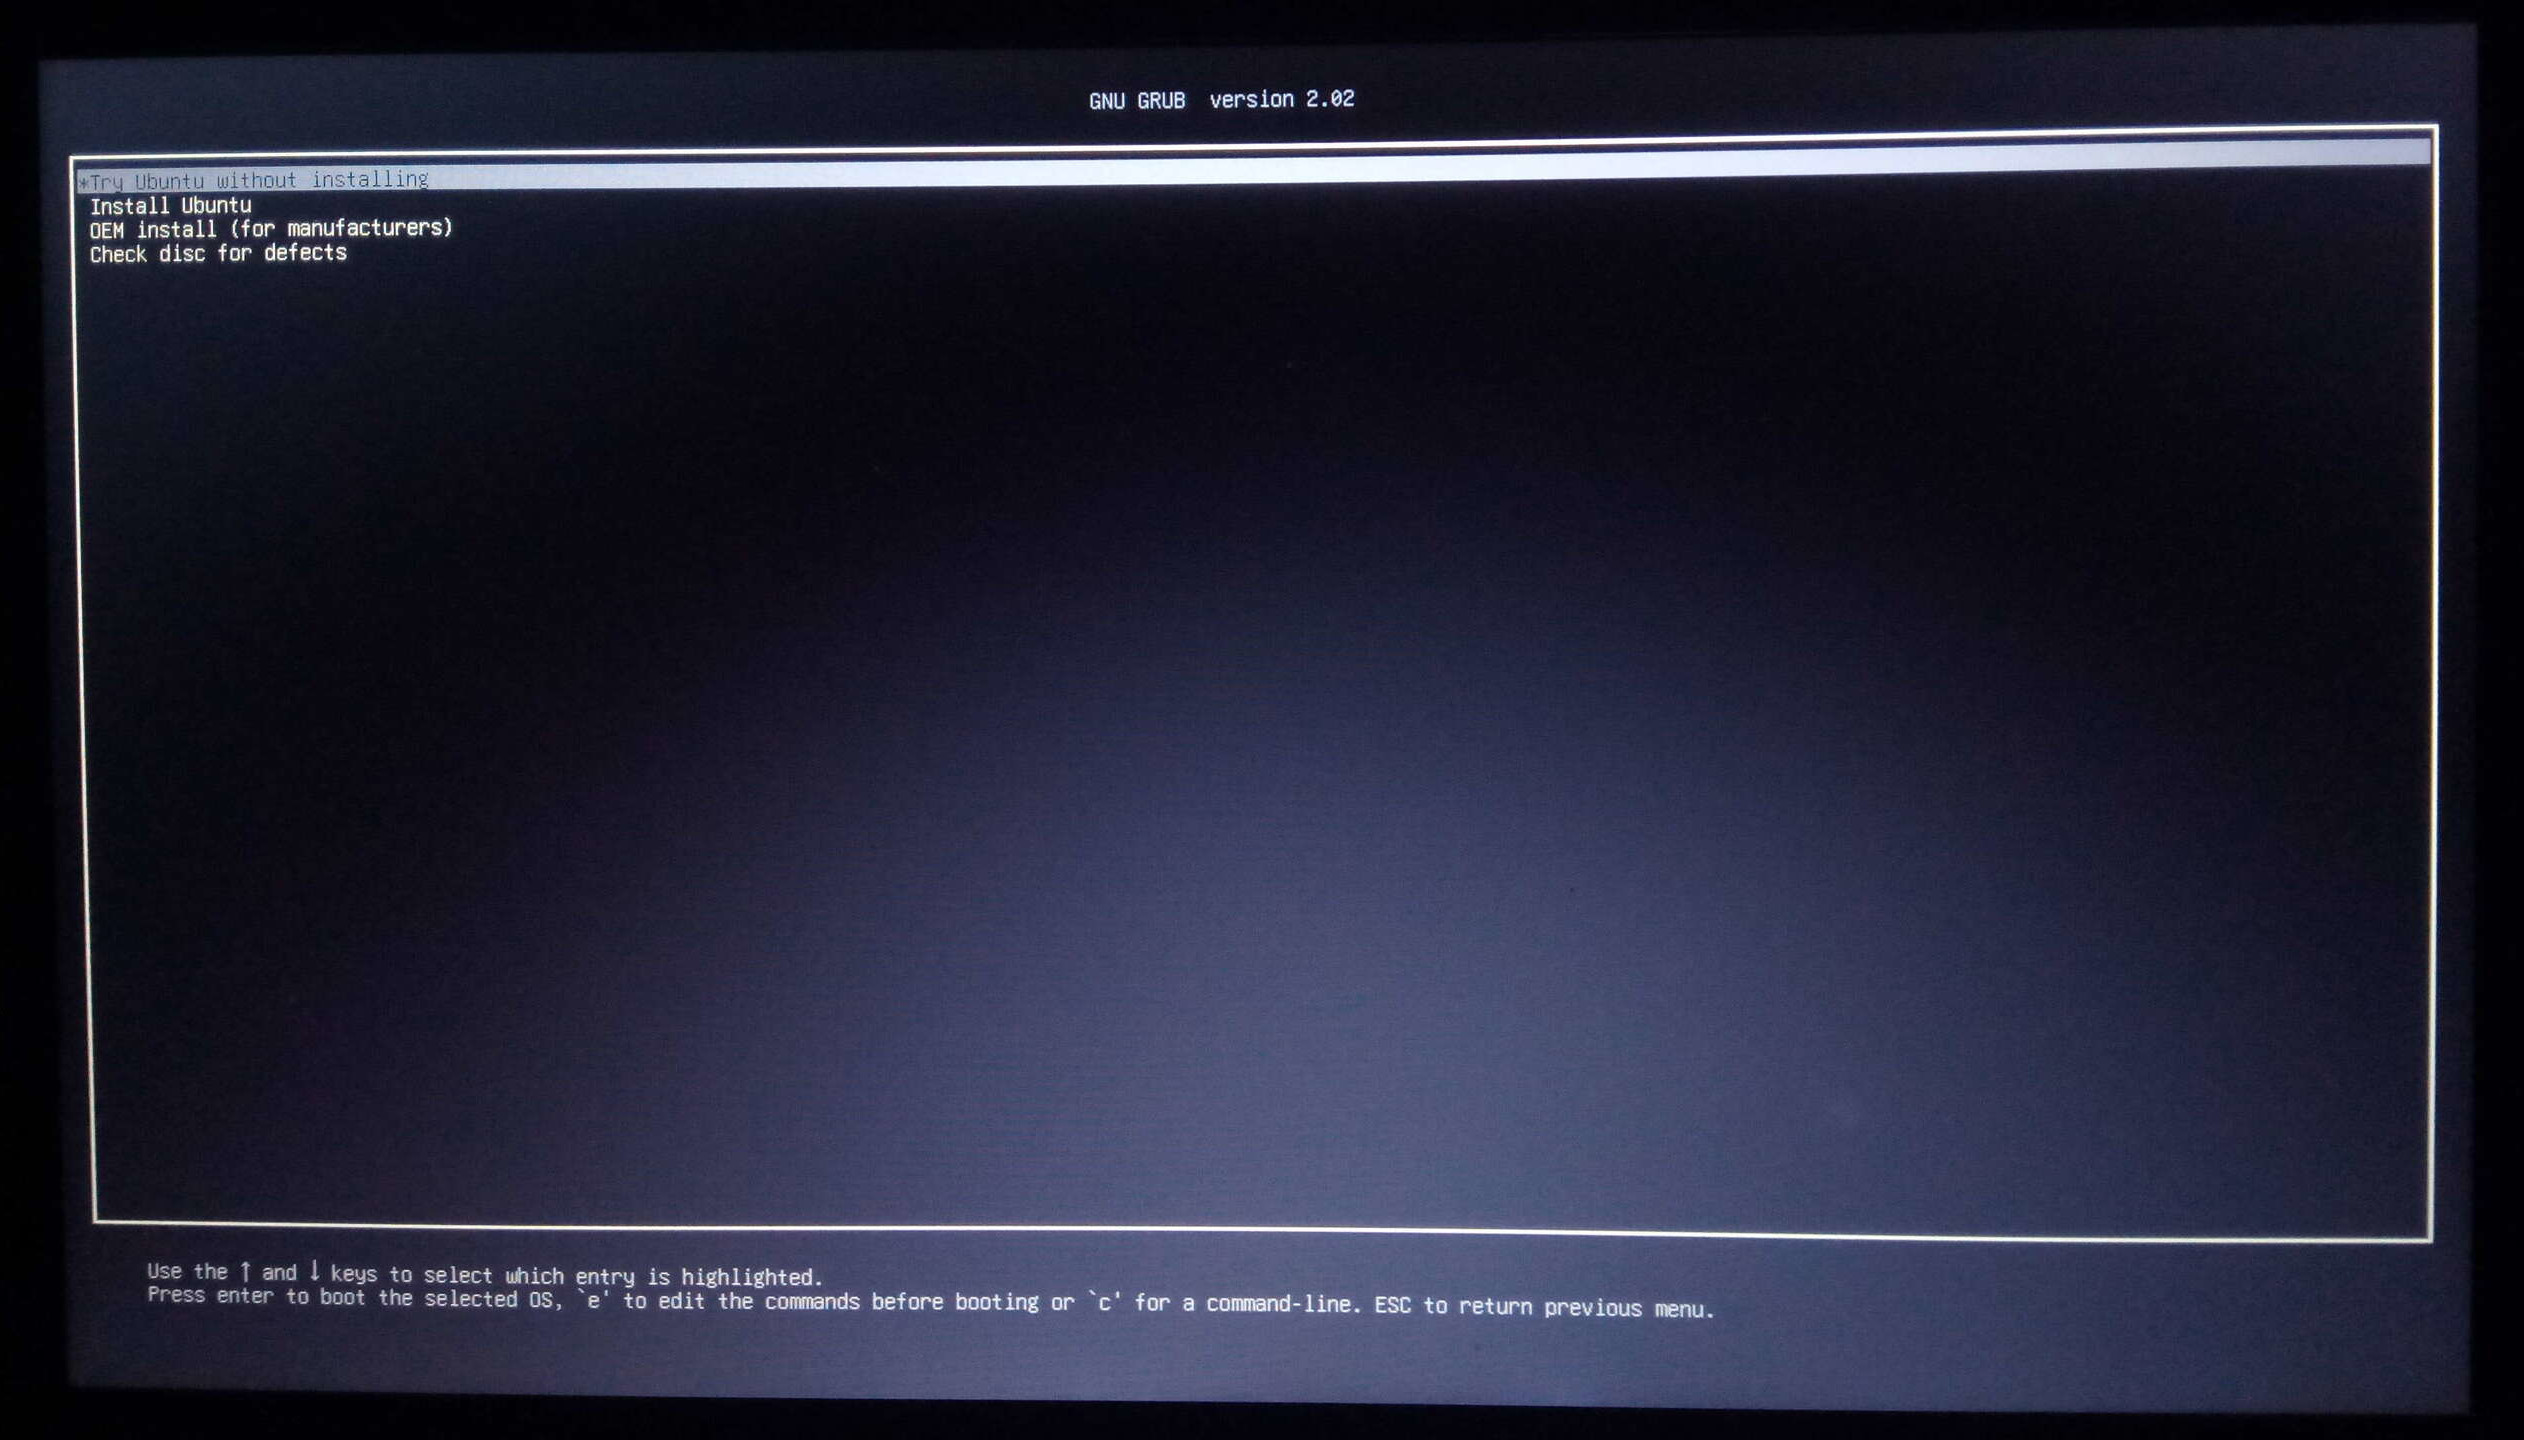 GNU GRUB  version 2.02
*Try Ubuntu without installing
Install Ubuntu
OEM install (for manufacturers)
Check disc for defects
Use the ↑ and ↓ keys to select which entry is highlighted.
Press enter to boot the selected OS, `e' to edit the commands before booting or `c' for a command-line. ESC to return previous menu.